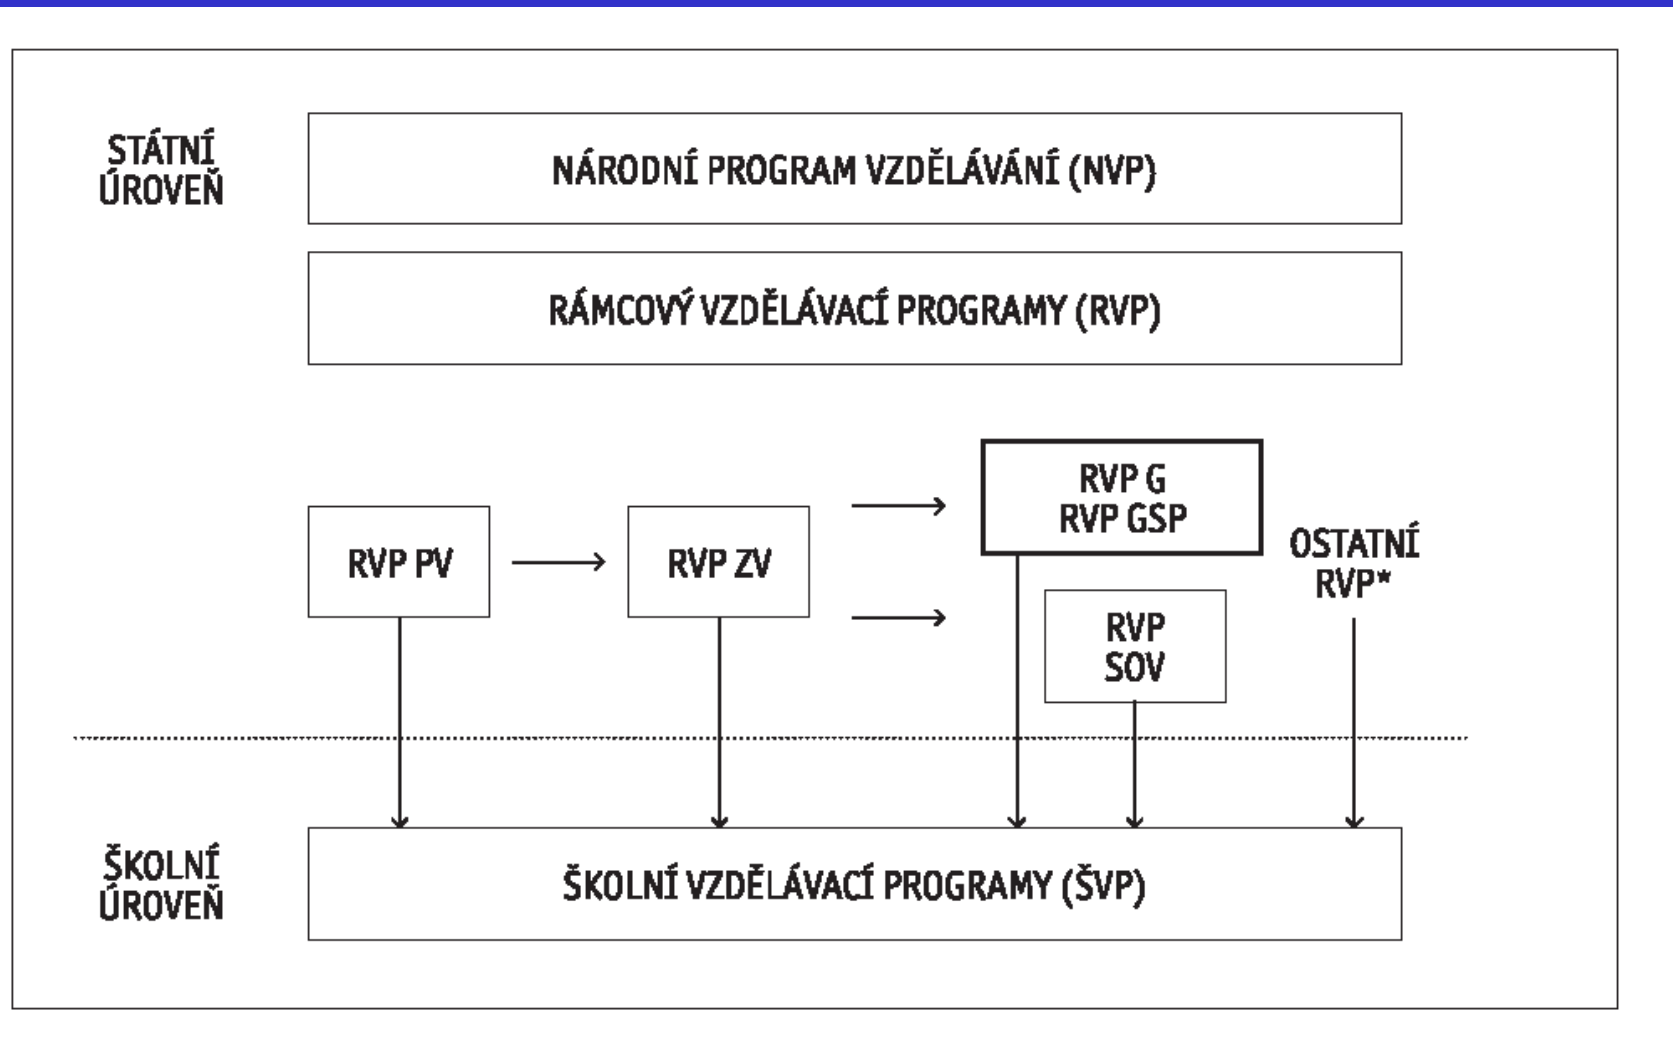 STÁTNÍ
ÚROVEŇ
NÁRODNÍ PROGRAM VZDĚLÁVÁNÍ (NVP)
RÁMCOVÝ VZDĚLÁVACÍ PROGRAMY (RVP)
RVP PV
RVP ZV
RVP G
RVP GSP
RVP
SOV
OSTATNÍ
RVP*
ŠKOLNÍ
ÚROVEŇ
ŠKOLNÍ VZDĚLÁVACÍ PROGRAMY (ŠVP)